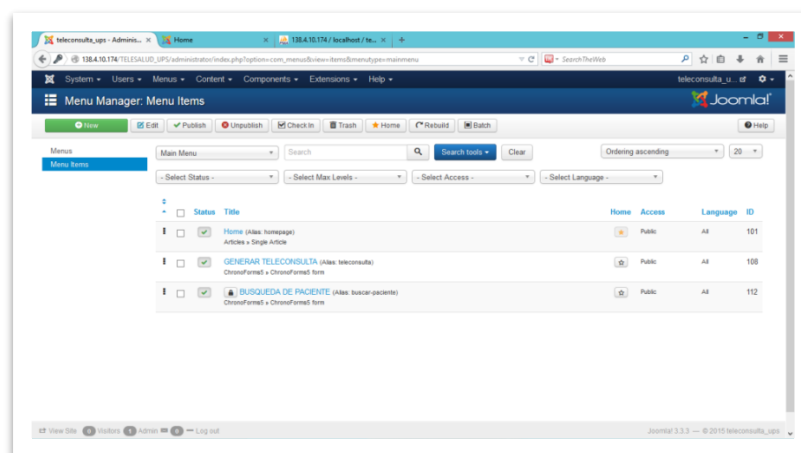 teleconsulta_ups - Adminis... × Home × 138.4.10.174 / localhost / te... × +
138.4.10.174/TELESALUD_UPS/administrator/index.php?option=com_menus&view=items&menutype=mainmenu SearchTheWeb
System Users Menus Content Components Extensions Help teleconsulta_u...
Menu Manager: Menu Items Joomla!
New Edit Publish Unpublish Check In Trash Home Rebuild Batch Help
Menus
Menu Items
Main Menu Search Search tools Clear Ordering ascending 20
- Select Status - - Select Max Levels - - Select Access - - Select Language -
Status Title Home Access Language ID
Home (Alias: homepage) Public All 101
Articles » Single Article
GENERAR TELECONSULTA (Alias: teleconsulta) Public All 108
ChronoForms5 » ChronoForms5 form
BUSQUEDA DE PACIENTE (Alias: buscar-paciente) Public All 112
ChronoForms5 » ChronoForms5 form
View Site 0 Visitors 1 Admin 0 Log out Joomla! 3.3.3 — © 2015 teleconsulta_ups